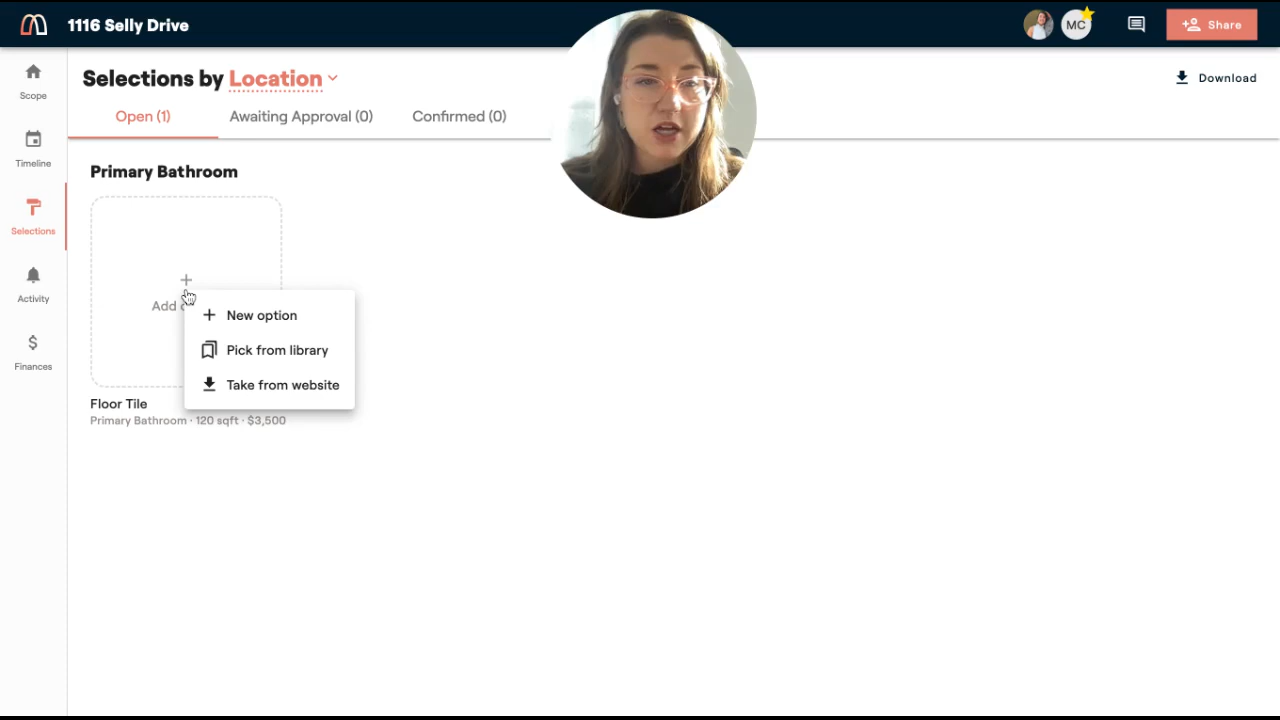 1116 Selly Drive
MC
Share
Scope
Timeline
Selections
Activity
Finances
Selections by Location
Download
Open (1)
Awaiting Approval (0)
Confirmed (0)
Primary Bathroom
Add
New option
Pick from library
Take from website
Floor Tile
Primary Bathroom · 120 sqft · $3,500